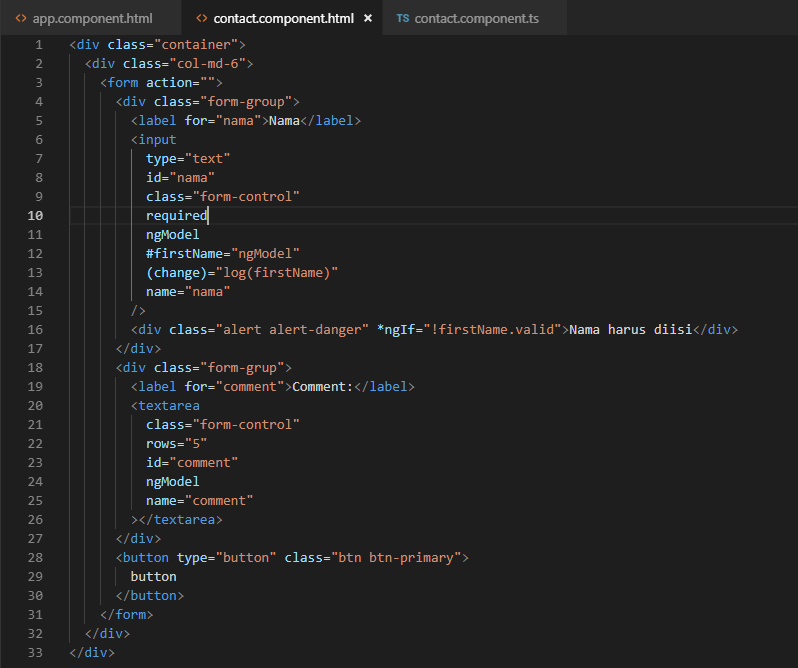 <> app.component.html <> contact.component.html × TS contact.component.ts
1 <div class="container">
2 <div class="col-md-6">
3 <form action="">
4 <div class="form-group">
5 <label for="nama">Nama</label>
6 <input
7 type="text"
8 id="nama"
9 class="form-control"
10 required
11 ngModel
12 #firstName="ngModel"
13 (change)="log(firstName)"
14 name="nama"
15 />
16 <div class="alert alert-danger" *ngIf="!firstName.valid">Nama harus diisi</div>
17 </div>
18 <div class="form-grup">
19 <label for="comment">Comment:</label>
20 <textarea
21 class="form-control"
22 rows="5"
23 id="comment"
24 ngModel
25 name="comment"
26 ></textarea>
27 </div>
28 <button type="button" class="btn btn-primary">
29 button
30 </button>
31 </form>
32 </div>
33 </div>